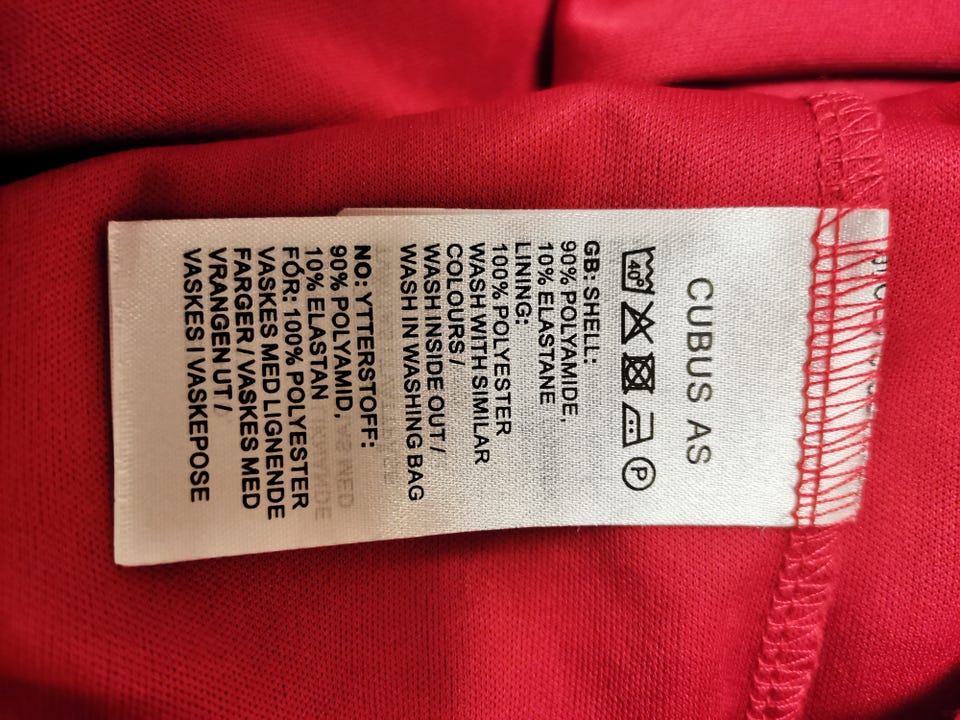 CUBUS AS
40°
P
GB: SHELL:
90% POLYAMIDE,
10% ELASTANE
LINING:
100% POLYESTER
WASH WITH SIMILAR
COLOURS /
WASH INSIDE OUT /
WASH IN WASHING BAG
NO: YTTERSTOFF:
90% POLYAMID,
10% ELASTAN
FÓR: 100% POLYESTER
VASKES MED LIGNENDE
FARGER / VASKES MED
VRANGEN UT /
VASKES I VASKEPOSE